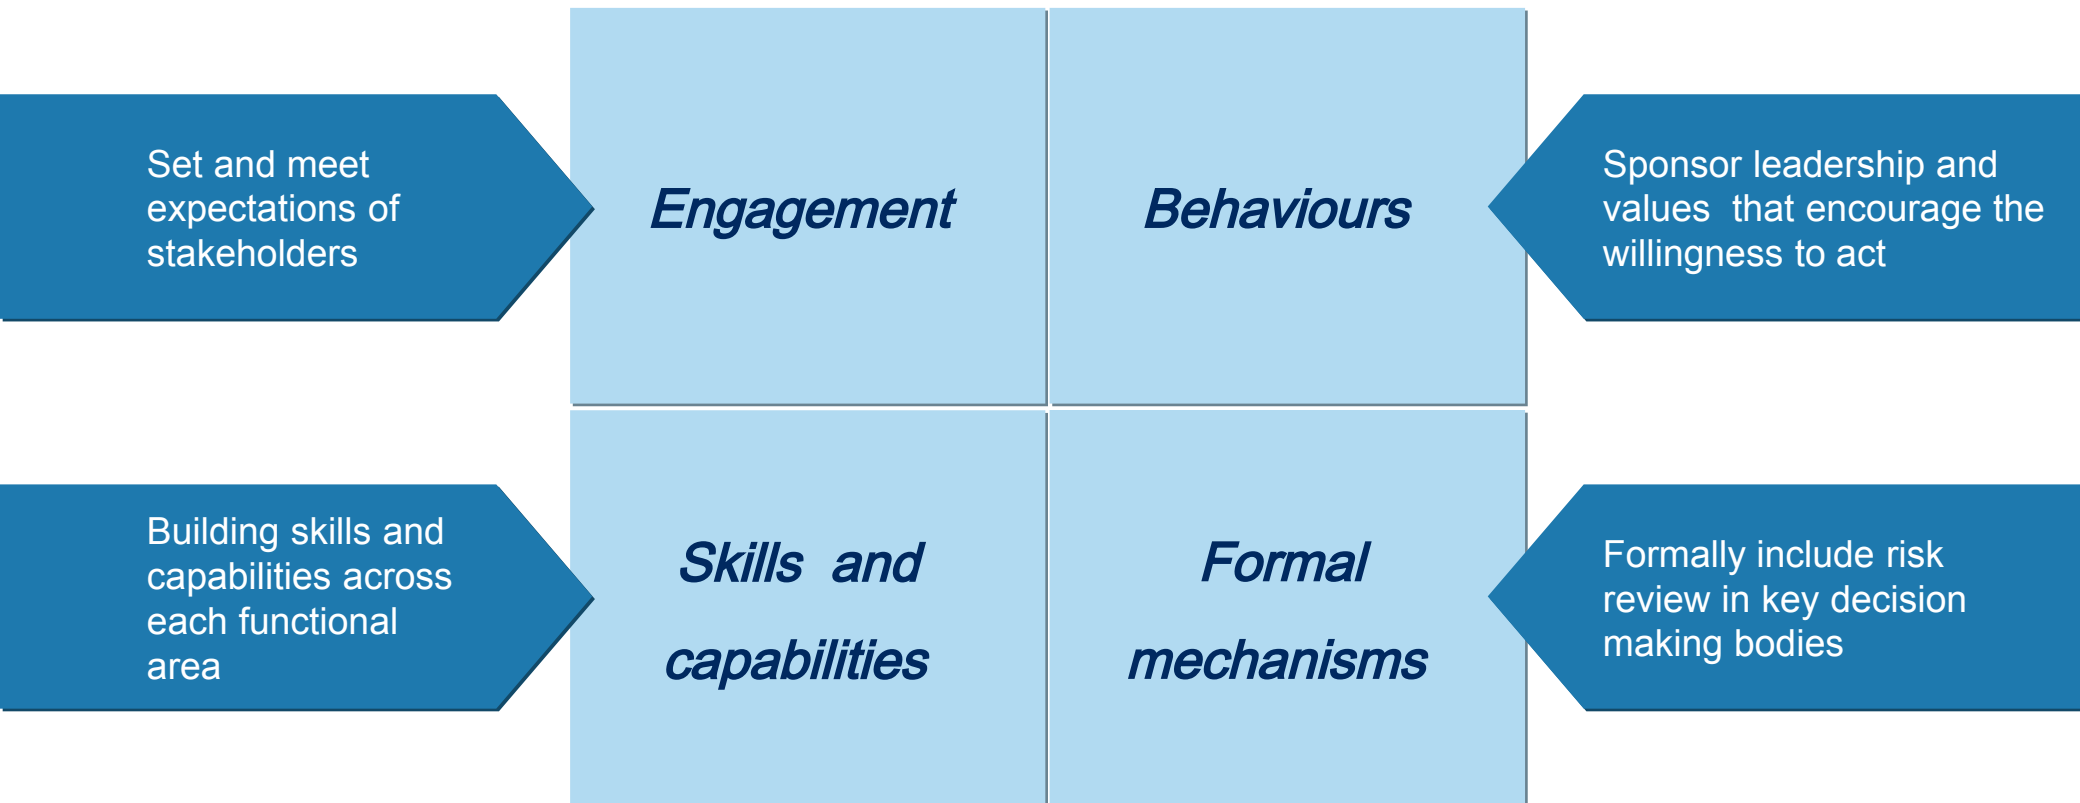 Set and meet
expectations of
stakeholders
Engagement
Behaviours
Sponsor leadership and
values  that encourage the
willingness to act
Building skills and
capabilities across
each functional
area
Skills  and
capabilities
Formal
mechanisms
Formally include risk
review in key decision
making bodies